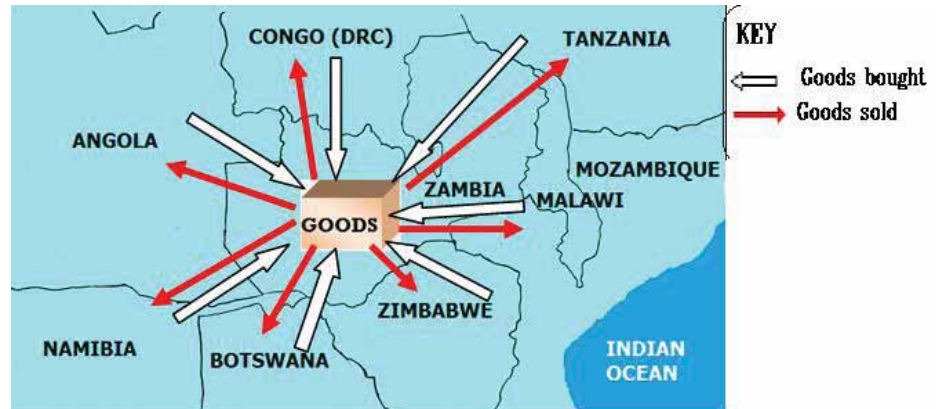 CONGO (DRC)
TANZANIA
KEY
Goods bought
Goods sold
ANGOLA
MOZAMBIQUE
ZAMBIA
MALAWI
GOODS
ZIMBABWE
NAMIBIA
BOTSWANA
INDIAN
OCEAN